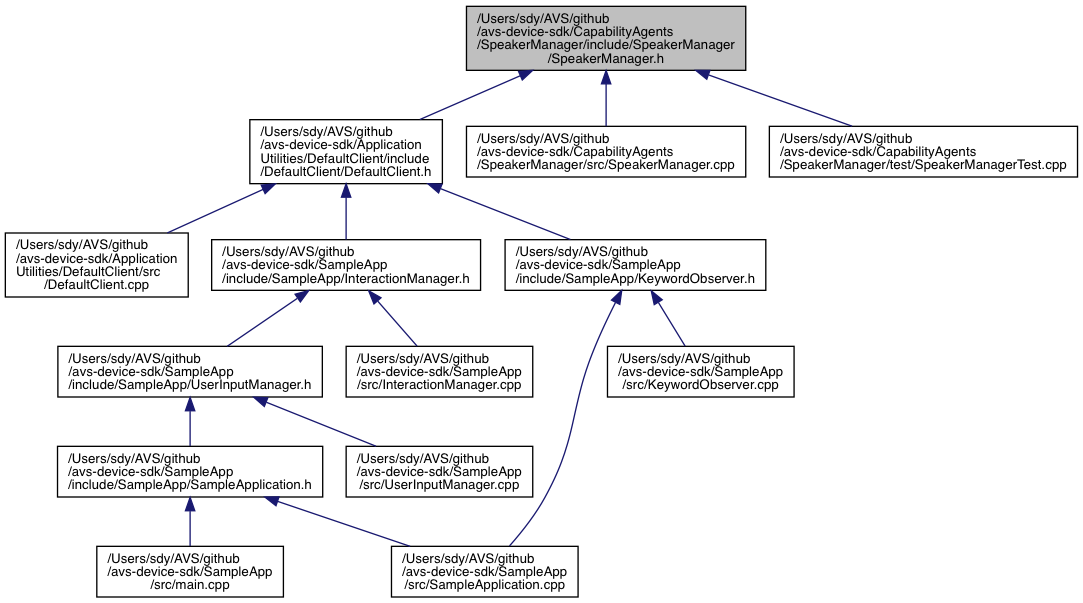 /Users/sdy/AVS/github
/avs-device-sdk/CapabilityAgents
/SpeakerManager/include/SpeakerManager
/SpeakerManager.h
/Users/sdy/AVS/github
/avs-device-sdk/Application
Utilities/DefaultClient/include
/DefaultClient/DefaultClient.h
/Users/sdy/AVS/github
/avs-device-sdk/CapabilityAgents
/SpeakerManager/src/SpeakerManager.cpp
/Users/sdy/AVS/github
/avs-device-sdk/CapabilityAgents
/SpeakerManager/test/SpeakerManagerTest.cpp
/Users/sdy/AVS/github
/avs-device-sdk/Application
Utilities/DefaultClient/src
/DefaultClient.cpp
/Users/sdy/AVS/github
/avs-device-sdk/SampleApp
/include/SampleApp/InteractionManager.h
/Users/sdy/AVS/github
/avs-device-sdk/SampleApp
/include/SampleApp/KeywordObserver.h
/Users/sdy/AVS/github
/avs-device-sdk/SampleApp
/include/SampleApp/UserInputManager.h
/Users/sdy/AVS/github
/avs-device-sdk/SampleApp
/src/InteractionManager.cpp
/Users/sdy/AVS/github
/avs-device-sdk/SampleApp
/src/KeywordObserver.cpp
/Users/sdy/AVS/github
/avs-device-sdk/SampleApp
/include/SampleApp/SampleApplication.h
/Users/sdy/AVS/github
/avs-device-sdk/SampleApp
/src/UserInputManager.cpp
/Users/sdy/AVS/github
/avs-device-sdk/SampleApp
/src/main.cpp
/Users/sdy/AVS/github
/avs-device-sdk/SampleApp
/src/SampleApplication.cpp